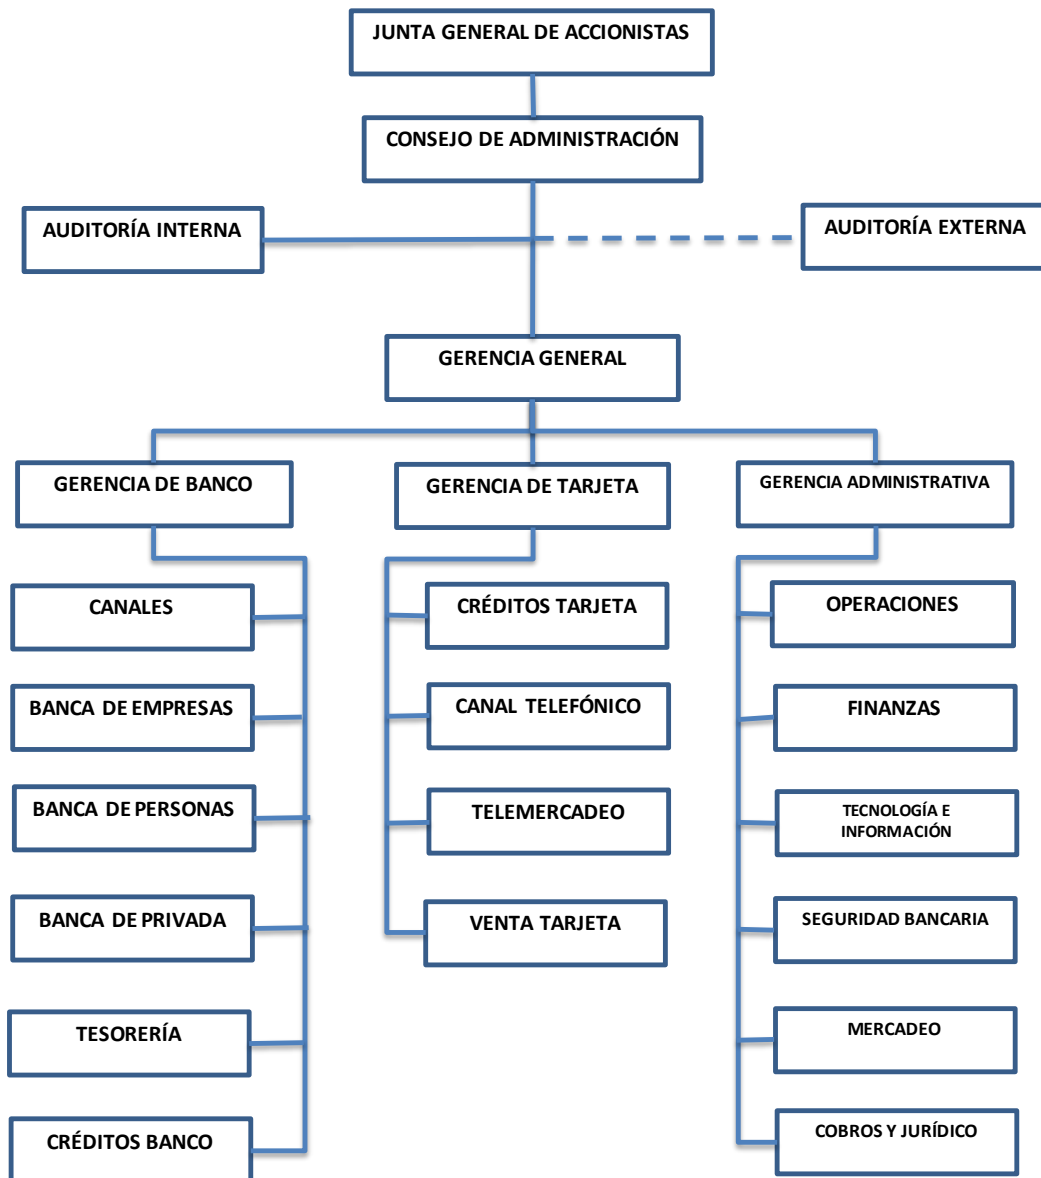 JUNTA GENERAL DE ACCIONISTAS
CONSEJO DE ADMINISTRACIÓN
AUDITORÍA INTERNA
AUDITORÍA EXTERNA
GERENCIA GENERAL
GERENCIA DE BANCO
GERENCIA DE TARJETA
GERENCIA ADMINISTRATIVA
CANALES
BANCA DE EMPRESAS
BANCA DE PERSONAS
BANCA DE PRIVADA
TESORERÍA
CRÉDITOS BANCO
CRÉDITOS TARJETA
CANAL TELEFÓNICO
TELEMERCADEO
VENTA TARJETA
OPERACIONES
FINANZAS
TECNOLOGÍA E
INFORMACIÓN
SEGURIDAD BANCARIA
MERCADEO
COBROS Y JURÍDICO